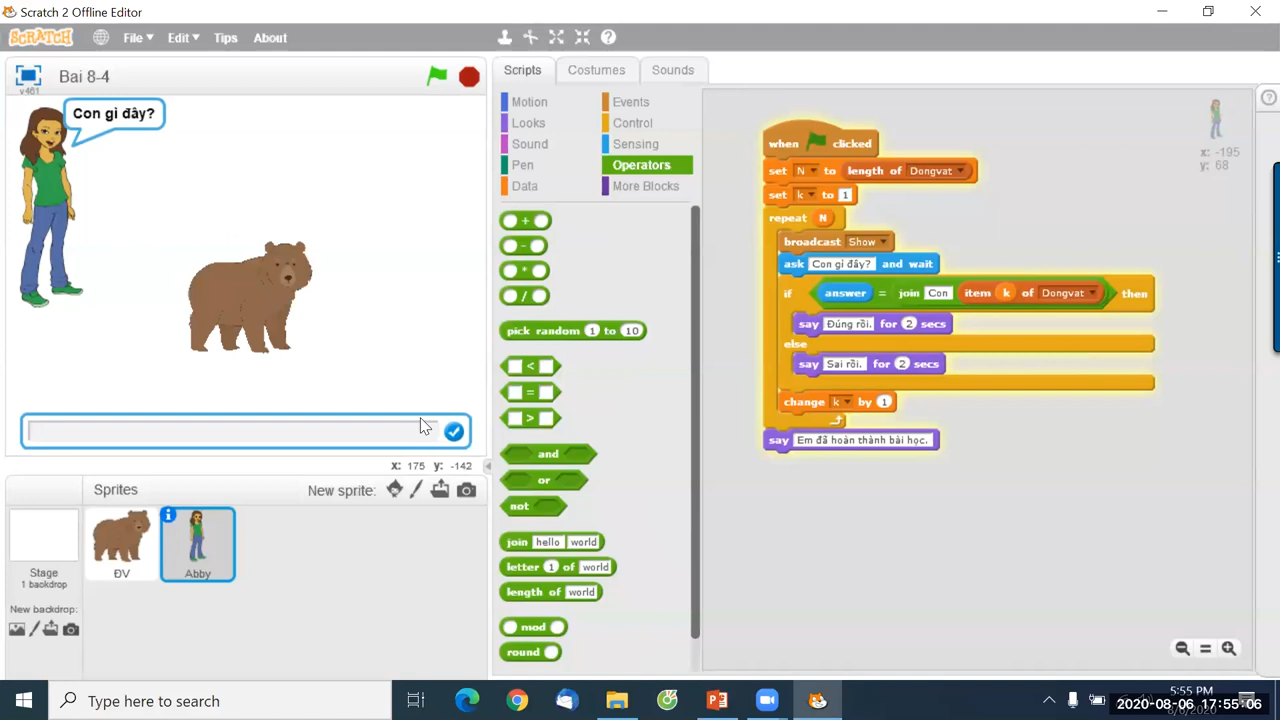 Scratch 2 Offline Editor
SCRATCH File Edit Tips About
v461 Bai 8-4
Con gì đây?
x: 175 y: -142
Sprites New sprite:
Stage
1 backdrop
New backdrop:
ĐV
Abby
Scripts Costumes Sounds
Motion Events
Looks Control
Sound Sensing
Pen Operators
Data More Blocks
+
-
*
/
pick random 1 to 10
<
=
>
and
or
not
join hello world
letter 1 of world
length of world
mod
round
when clicked
set N to length of Dongvat
set k to 1
repeat N
broadcast Show
ask Con gì đây? and wait
if answer = join Con item k of Dongvat then
say Đúng rồi. for 2 secs
else
say Sai rồi. for 2 secs
change k by 1
say Em đã hoàn thành bài học.
x: -195
y: 68
Type here to search
5:55 PM
2020-08-06 17:55:06